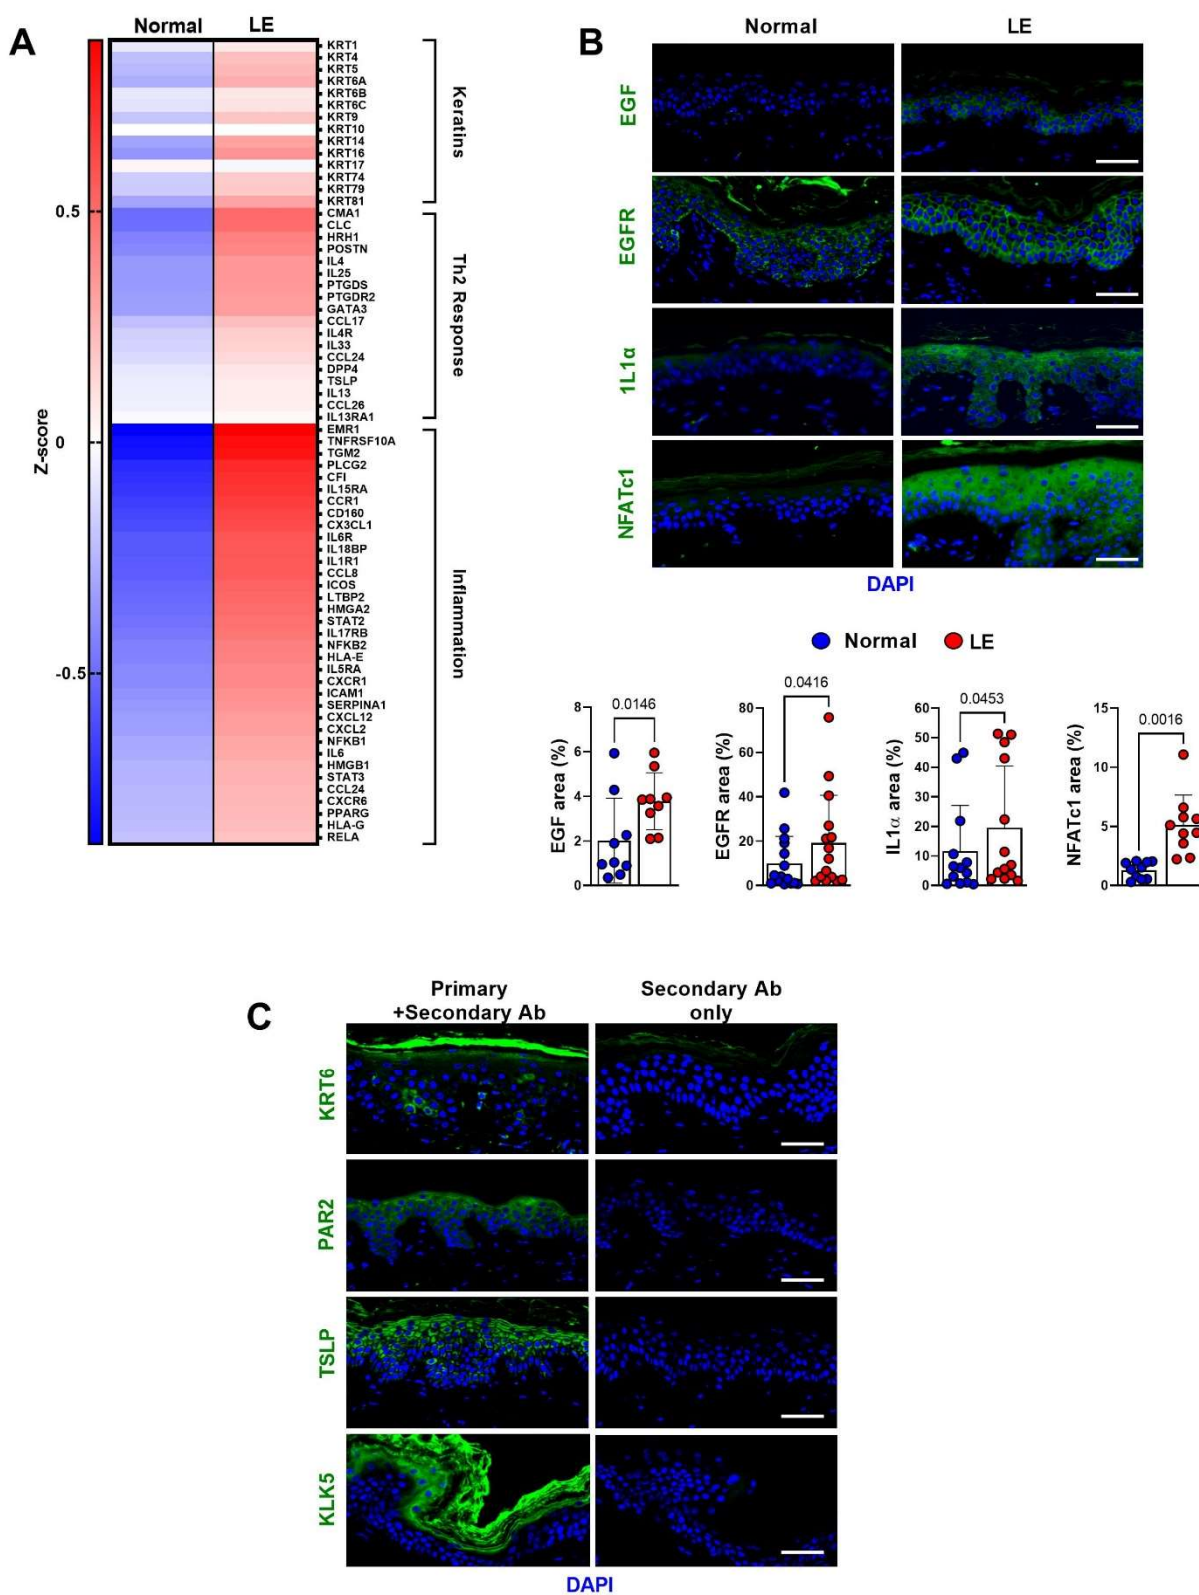 A
Normal
LE
Z-score
0.5
0
-0.5
KRT1
KRT4
KRT5
KRT6A
KRT6B
KRT6C
KRT9
KRT10
KRT14
KRT16
KRT17
KRT74
KRT79
KRT81
Keratins
CMA1
CLC
HRH1
POSTN
IL4
IL25
PTGDS
PTGDR2
GATA3
CCL17
IL4R
IL33
CCL24
DPP4
TSLP
IL13
CCL26
IL13RA1
Th2 Response
EMR1
TNFRSF10A
TGM2
PLCG2
CFI
IL15RA
CCR1
CD160
CX3CL1
IL6R
IL18BP
IL1R1
CCL8
ICOS
LTBP2
HMGA2
STAT2
IL17RB
NFKB2
HLA-E
IL5RA
CXCR1
ICAM1
SERPINA1
CXCL12
CXCL2
NFKB1
IL6
HMGB1
STAT3
CCL24
CXCR6
PPARG
HLA-G
RELA
Inflammation
B
Normal
LE
EGF
EGFR
1L1α
NFATc1
DAPI
Normal
LE
EGF area (%)
8
6
4
2
0
0.0146
EGFR area (%)
80
60
40
20
0
0.0416
IL1α area (%)
60
50
40
30
20
10
0
0.0453
NFATc1 area (%)
15
10
5
0
0.0016
C
Primary
+Secondary Ab
Secondary Ab
only
KRT6
PAR2
TSLP
KLK5
DAPI